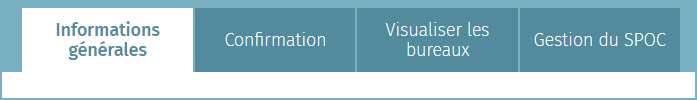 Informations
générales
Confirmation
Visualiser les
bureaux
Gestion du SPOC